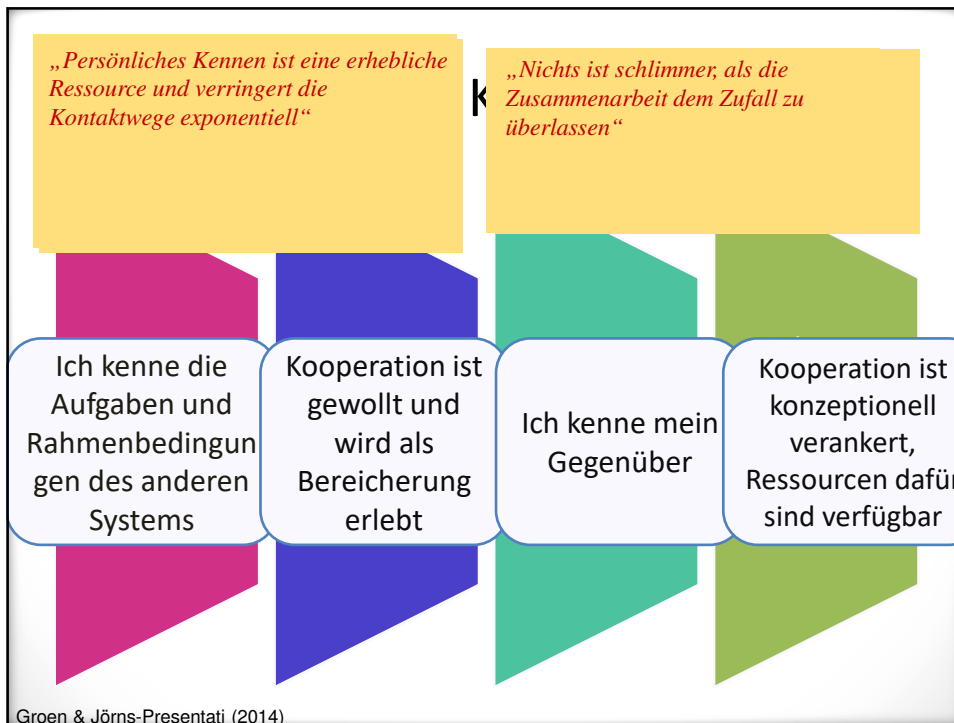 „Persönliches Kennen ist eine erhebliche
Ressource und verringert die
Kontaktwege exponentiell“
„Nichts ist schlimmer, als die
Zusammenarbeit dem Zufall zu
überlassen“
Ich kenne die
Aufgaben und
Rahmenbedingun
gen des anderen
Systems
Kooperation ist
gewollt und
wird als
Bereicherung
erlebt
Ich kenne mein
Gegenüber
Kooperation ist
konzeptionell
verankert,
Ressourcen dafür
sind verfügbar
Groen & Jörns-Presentati (2014)